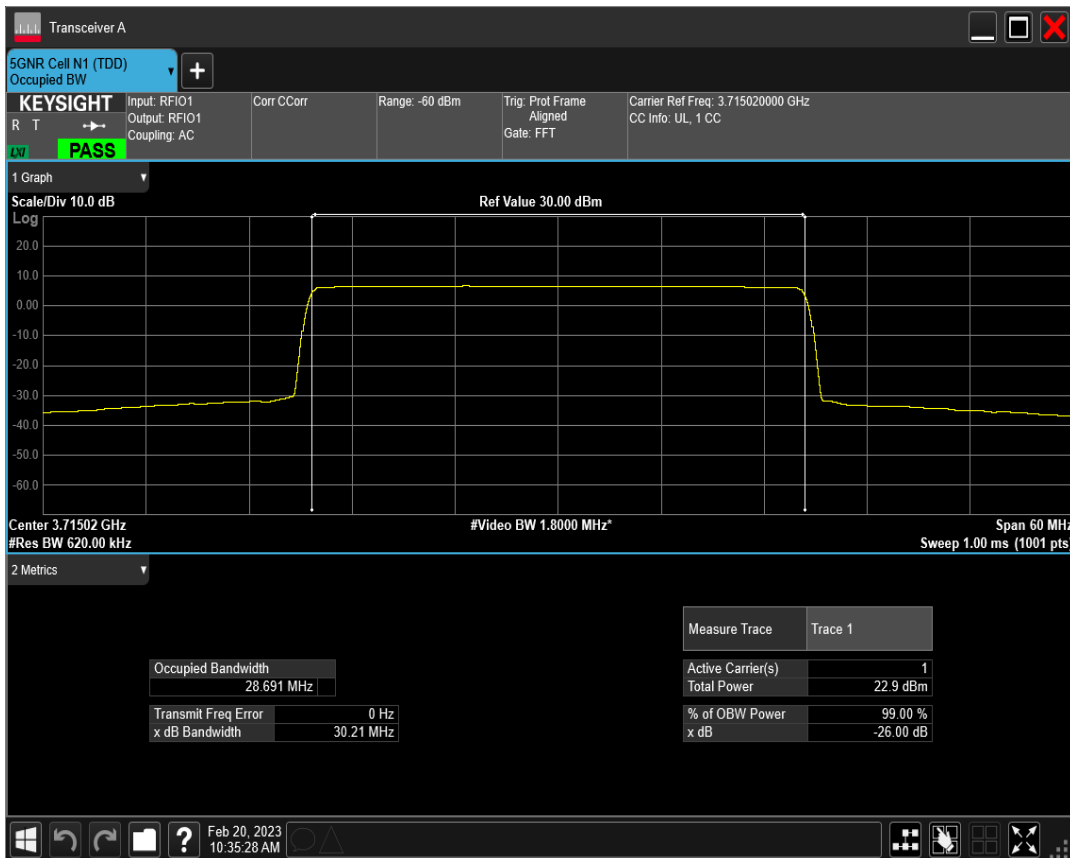 Transceiver A
5GNR Cell N1 (TDD)
Occupied BW
+
KEYSIGHT
R T
LXI
PASS
Input: RFIO1
Output: RFIO1
Coupling: AC
Corr CCorr
Range: -60 dBm
Trig: Prot Frame
Aligned
Gate: FFT
Carrier Ref Freq: 3.715020000 GHz
CC Info: UL, 1 CC
1 Graph
Scale/Div 10.0 dB
Ref Value 30.00 dBm
Log
20.0
10.0
0.00
-10.0
-20.0
-30.0
-40.0
-50.0
-60.0
Center 3.71502 GHz
#Video BW 1.8000 MHz*
Span 60 MHz
#Res BW 620.00 kHz
Sweep 1.00 ms (1001 pts)
2 Metrics
Measure Trace Trace 1
Occupied Bandwidth
28.691 MHz
Active Carrier(s) 1
Total Power 22.9 dBm
Transmit Freq Error 0 Hz
x dB Bandwidth 30.21 MHz
% of OBW Power 99.00 %
x dB -26.00 dB
?
Feb 20, 2023
10:35:28 AM